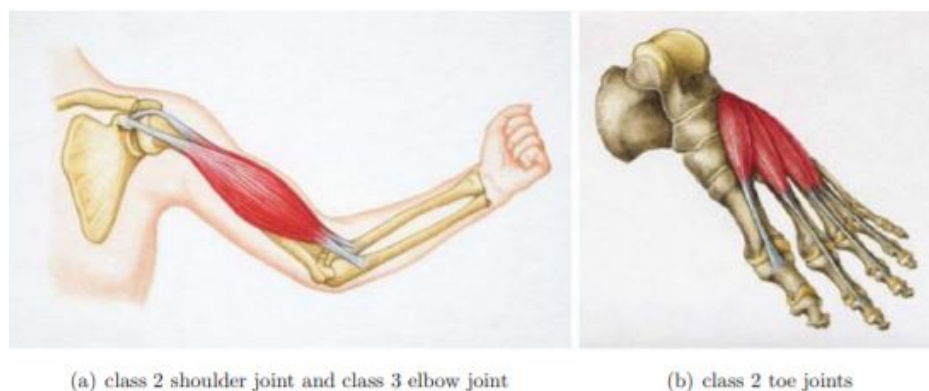 (a) class 2 shoulder joint and class 3 elbow joint
(b) class 2 toe joints